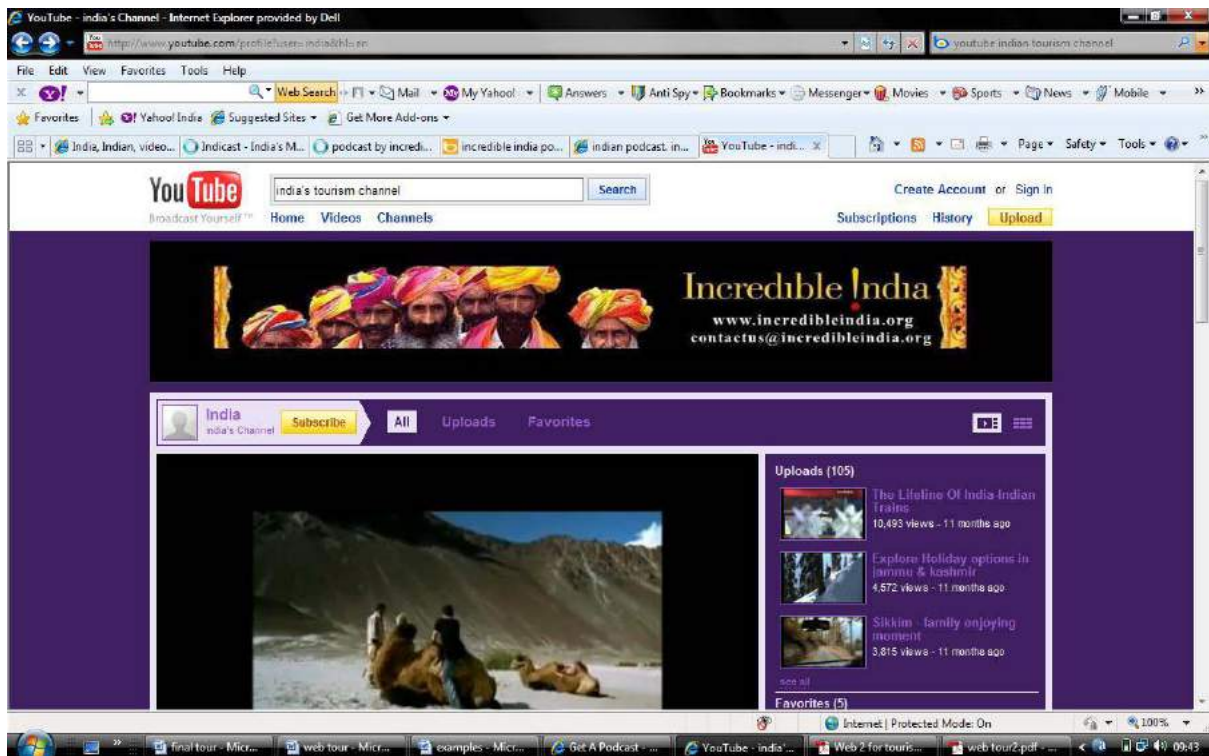 YouTube - india's Channel - Internet Explorer provided by Dell
http://www.youtube.com/profile?user=india&hl=en
youtube indian tourism channel
File Edit View Favorites Tools Help
Web Search Mail My Yahoo! Answers Anti Spy Bookmarks Messenger Movies Sports News Mobile
Favorites Yahoo! India Suggested Sites Get More Add-ons
India, Indian, video... Indicast - India's M... podcast by incredi... incredible india po... indian podcast. in... YouTube - indi... Page Safety Tools
YouTube
Broadcast Yourself™
india's tourism channel
Search
Create Account or Sign In
Home Videos Channels
Subscriptions History Upload
Incredible !ndia
www.incredibleindia.org
contactus@incredibleindia.org
India
india's Channel
Subscribe
All Uploads Favorites
Uploads (105)
The Lifeline Of India-Indian
Trains
10,493 views - 11 months ago
Explore Holiday options in
jammu & kashmir
4,572 views - 11 months ago
Sikkim - family enjoying
moment
3,815 views - 11 months ago
see all
Favorites (5)
Internet | Protected Mode: On
100%
final tour - Micr... web tour - Micr... examples - Micr... Get A Podcast - ... YouTube - india'... Web 2 for touris... web tour2.pdf - ... 09:43